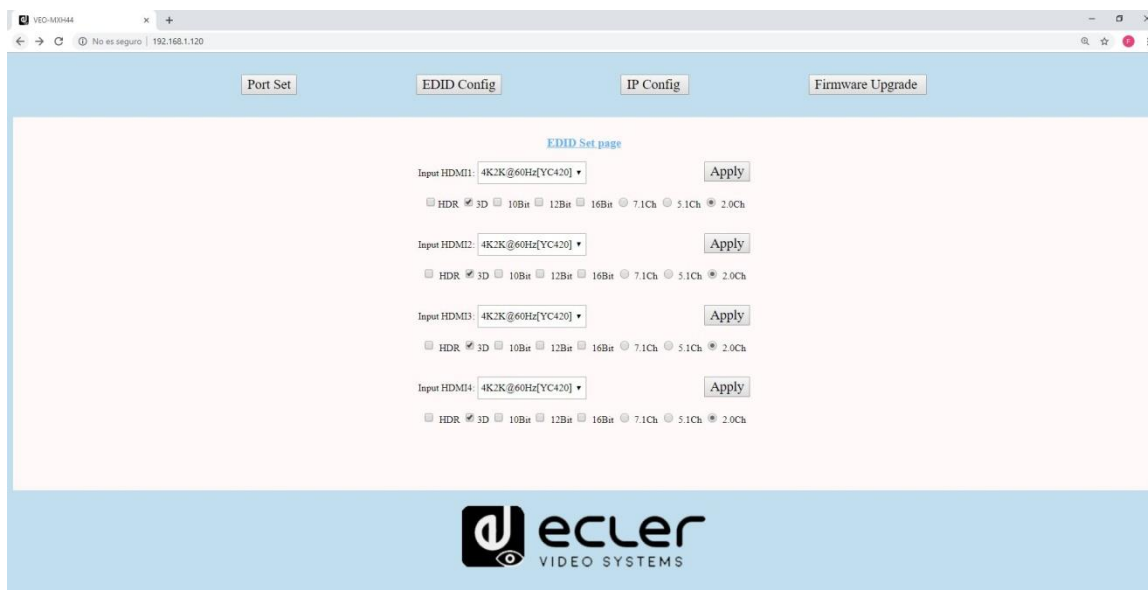 VEO-MXH44
No es seguro | 192.168.1.120
Port Set EDID Config IP Config Firmware Upgrade
EDID Set page
Input HDMI1: 4K2K@60Hz[YC420] Apply
HDR 3D 10Bit 12Bit 16Bit 7.1Ch 5.1Ch 2.0Ch
Input HDMI2: 4K2K@60Hz[YC420] Apply
HDR 3D 10Bit 12Bit 16Bit 7.1Ch 5.1Ch 2.0Ch
Input HDMI3: 4K2K@60Hz[YC420] Apply
HDR 3D 10Bit 12Bit 16Bit 7.1Ch 5.1Ch 2.0Ch
Input HDMI4: 4K2K@60Hz[YC420] Apply
HDR 3D 10Bit 12Bit 16Bit 7.1Ch 5.1Ch 2.0Ch
ecler
VIDEO SYSTEMS